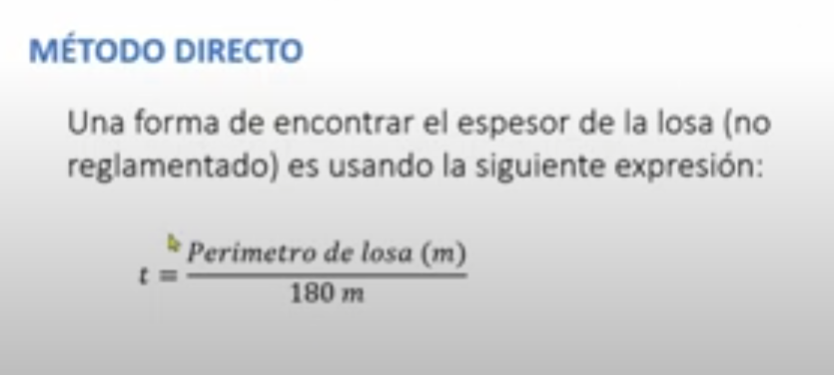 MÉTODO DIRECTO
Una forma de encontrar el espesor de la losa (no
reglamentado) es usando la siguiente expresión:
t = Perímetro de losa (m)
180 m